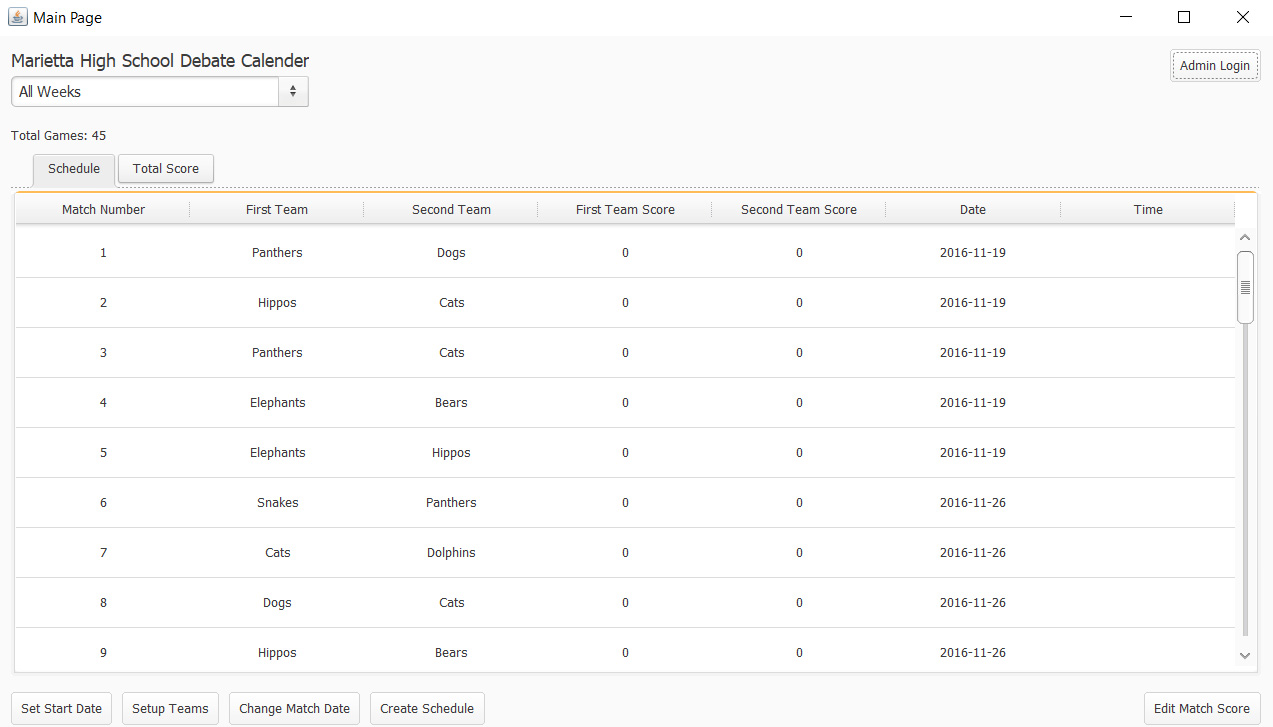 Main Page
Marietta High School Debate Calender
Admin Login
All Weeks
Total Games: 45
Schedule Total Score
Match Number First Team Second Team First Team Score Second Team Score Date Time
1 Panthers Dogs 0 0 2016-11-19
2 Hippos Cats 0 0 2016-11-19
3 Panthers Cats 0 0 2016-11-19
4 Elephants Bears 0 0 2016-11-19
5 Elephants Hippos 0 0 2016-11-19
6 Snakes Panthers 0 0 2016-11-26
7 Cats Dolphins 0 0 2016-11-26
8 Dogs Cats 0 0 2016-11-26
9 Hippos Bears 0 0 2016-11-26
Set Start Date Setup Teams Change Match Date Create Schedule Edit Match Score